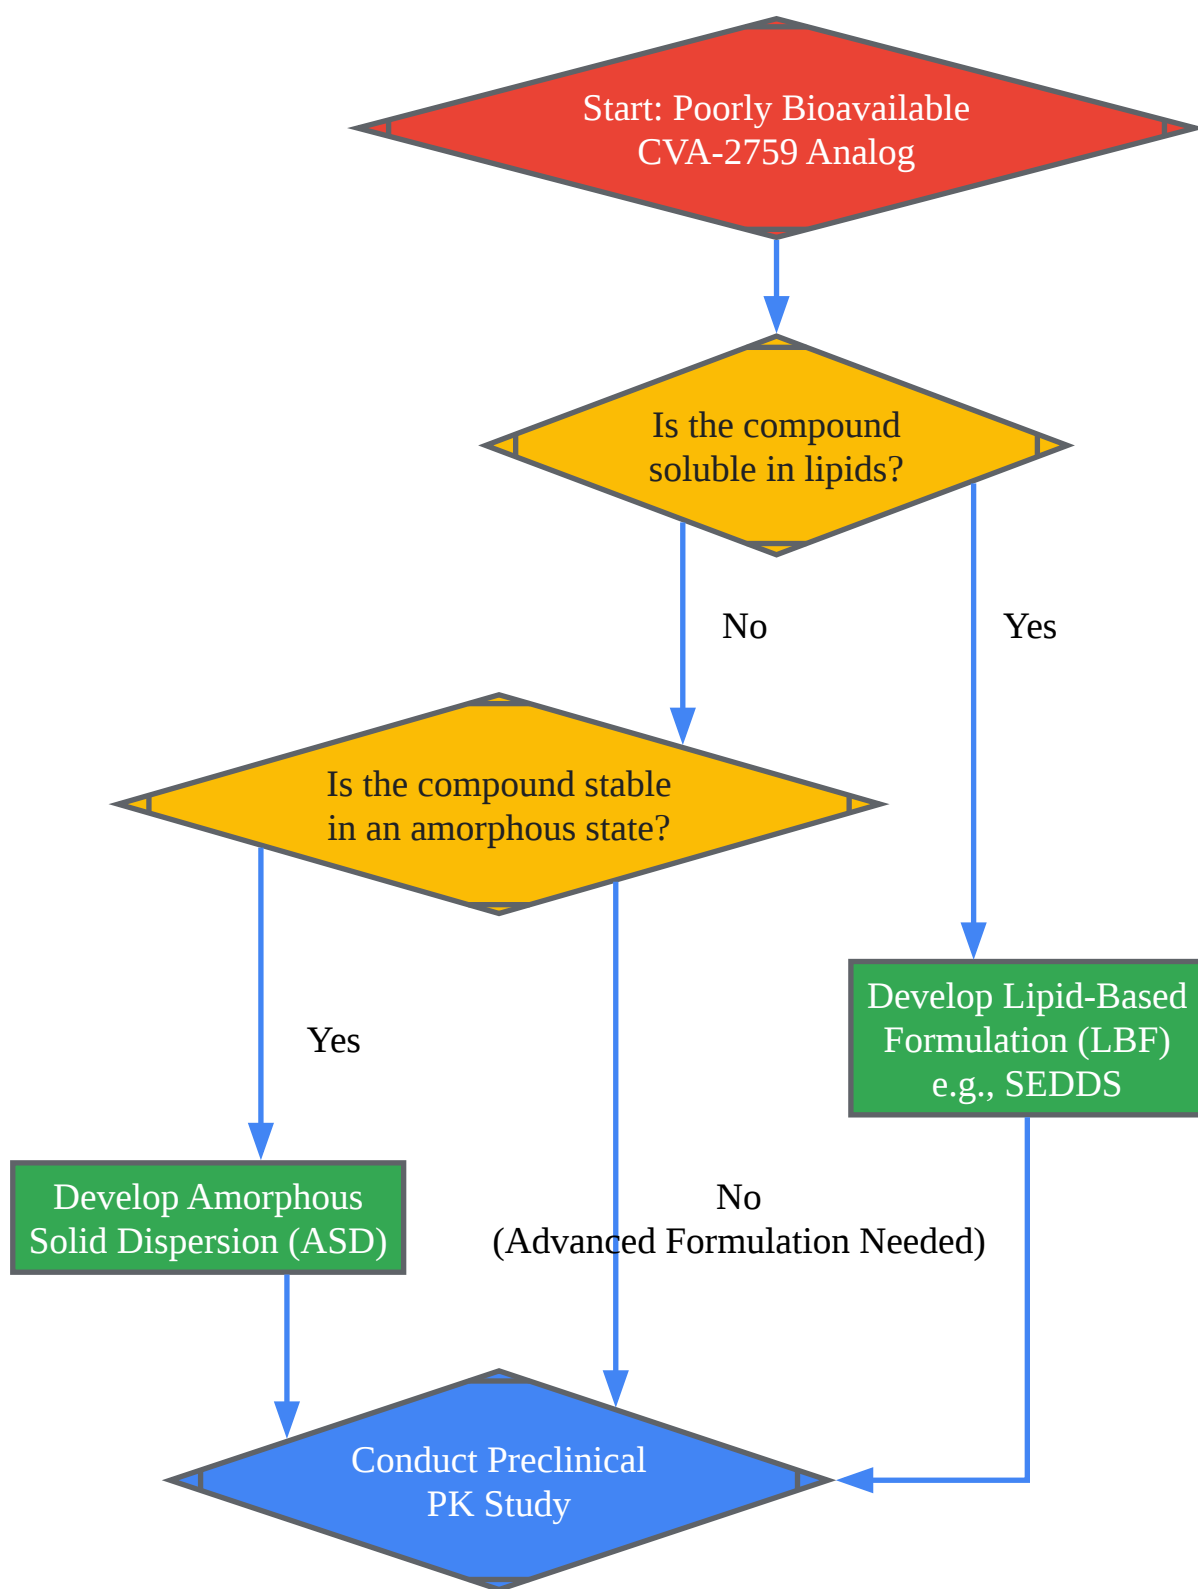 Start: Poorly Bioavailable
CVA-2759 Analog
Is the compound
soluble in lipids?
No
Yes
Is the compound stable
in an amorphous state?
Develop Lipid-Based
Formulation (LBF)
e.g., SEDDS
Yes
Develop Amorphous
Solid Dispersion (ASD)
No
(Advanced Formulation Needed)
Conduct Preclinical
PK Study